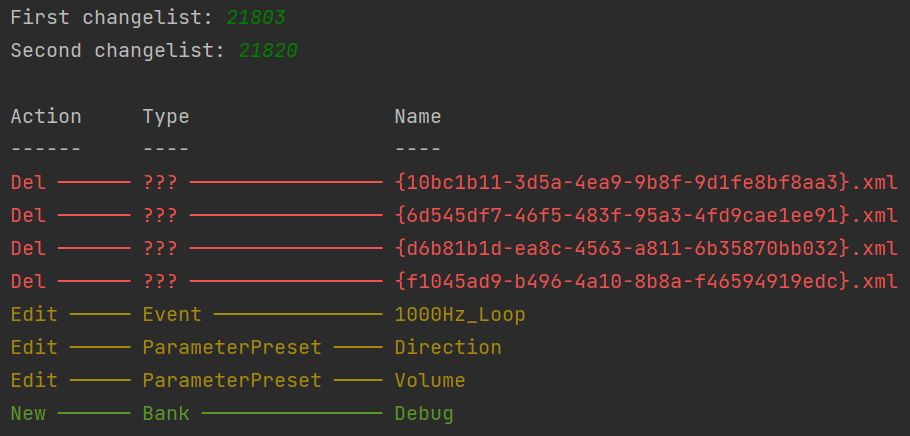 First changelist: 21803
Second changelist: 21820
Action Type Name
------ ---- ----
Del ────── ??? ──────────────── {10bc1b11-3d5a-4ea9-9b8f-9d1fe8bf8aa3}.xml
Del ────── ??? ──────────────── {6d545df7-46f5-483f-95a3-4fd9cae1ee91}.xml
Del ────── ??? ──────────────── {d6b81b1d-ea8c-4563-a811-6b35870bb032}.xml
Del ────── ??? ──────────────── {f1045ad9-b496-4a10-8b8a-f46594919edc}.xml
Edit ───── Event ────────────── 1000Hz_Loop
Edit ───── ParameterPreset ──── Direction
Edit ───── ParameterPreset ──── Volume
New ────── Bank ─────────────── Debug